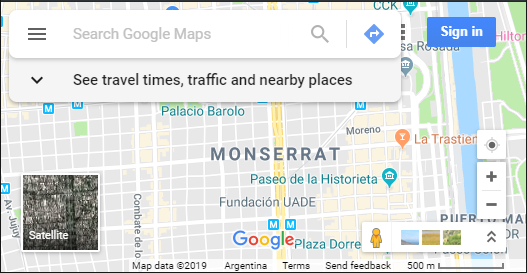 CCK
Search Google Maps
Sign in
Casa Rosada
See travel times, traffic and nearby places
Palacio Barolo
Moreno
La Trastien
MONSERRAT
Paseo de la Historieta
Fundación UADE
Av. Jujuy
Combate de los
Satellite
PUERTO MA
Google
Plaza Dorre
Map data ©2019 Argentina Terms Send feedback 500 m